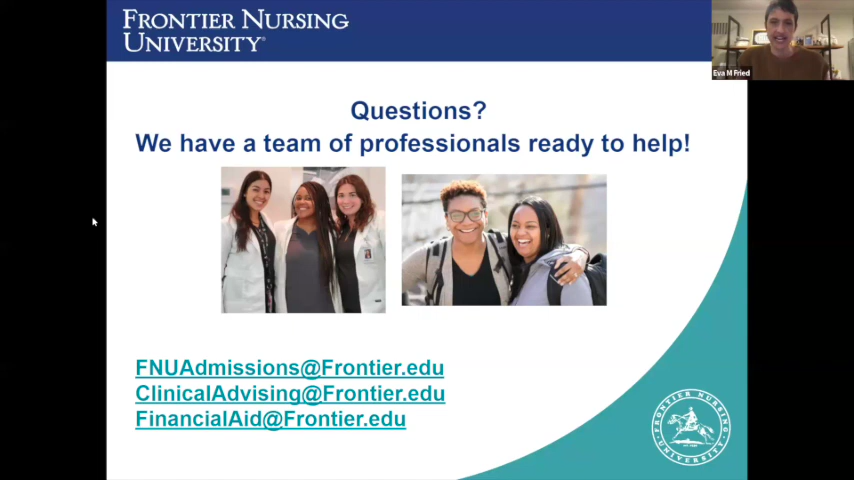 FRONTIER NURSING
UNIVERSITY
Eva M Fried
Questions?
We have a team of professionals ready to help!
FNUAdmissions@Frontier.edu
ClinicalAdvising@Frontier.edu
FinancialAid@Frontier.edu
FRONTIER NURSING
UNIVERSITY